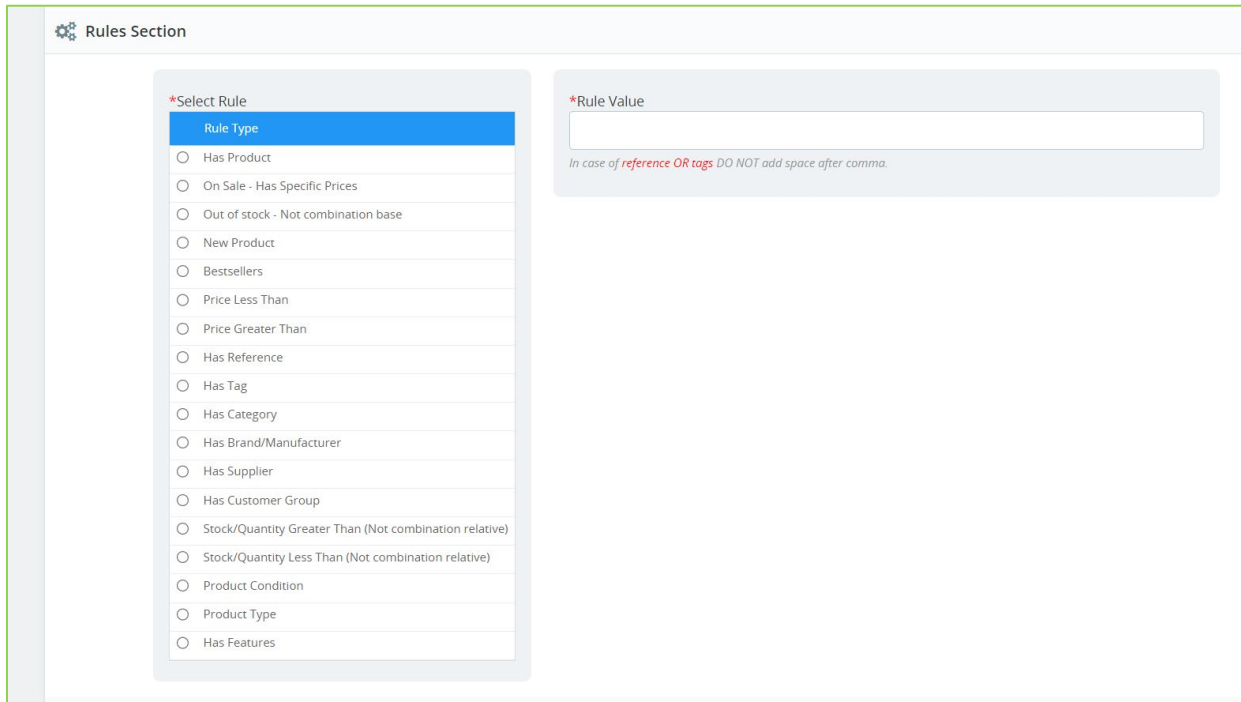 Rules Section
*Select Rule
Rule Type
Has Product
On Sale - Has Specific Prices
Out of stock - Not combination base
New Product
Bestsellers
Price Less Than
Price Greater Than
Has Reference
Has Tag
Has Category
Has Brand/Manufacturer
Has Supplier
Has Customer Group
Stock/Quantity Greater Than (Not combination relative)
Stock/Quantity Less Than (Not combination relative)
Product Condition
Product Type
Has Features
*Rule Value
In case of reference OR tags DO NOT add space after comma.